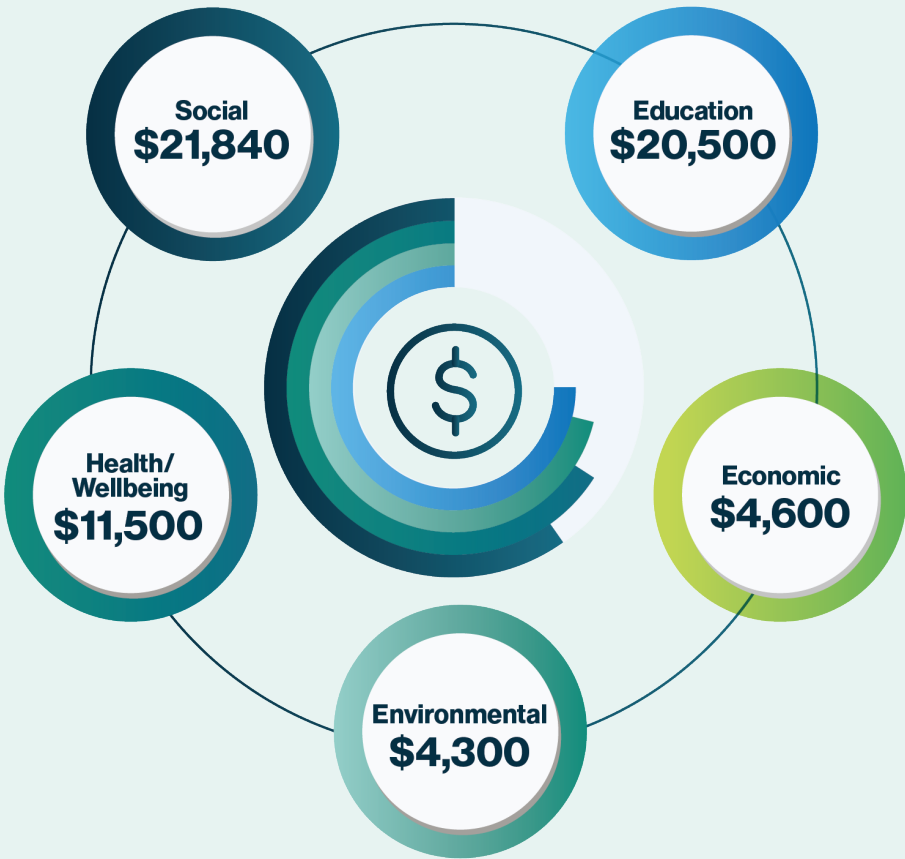 Social
$21,840
Education
$20,500
Health/
Wellbeing
$11,500
$
Economic
$4,600
Environmental
$4,300